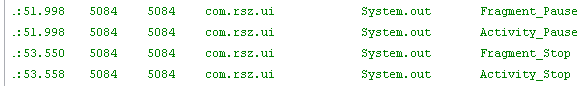 .:51.998 5084 5084 com.rsz.ui System.out Fragment_Pause
.:51.998 5084 5084 com.rsz.ui System.out Activity_Pause
.:53.550 5084 5084 com.rsz.ui System.out Fragment_Stop
.:53.558 5084 5084 com.rsz.ui System.out Activity_Stop